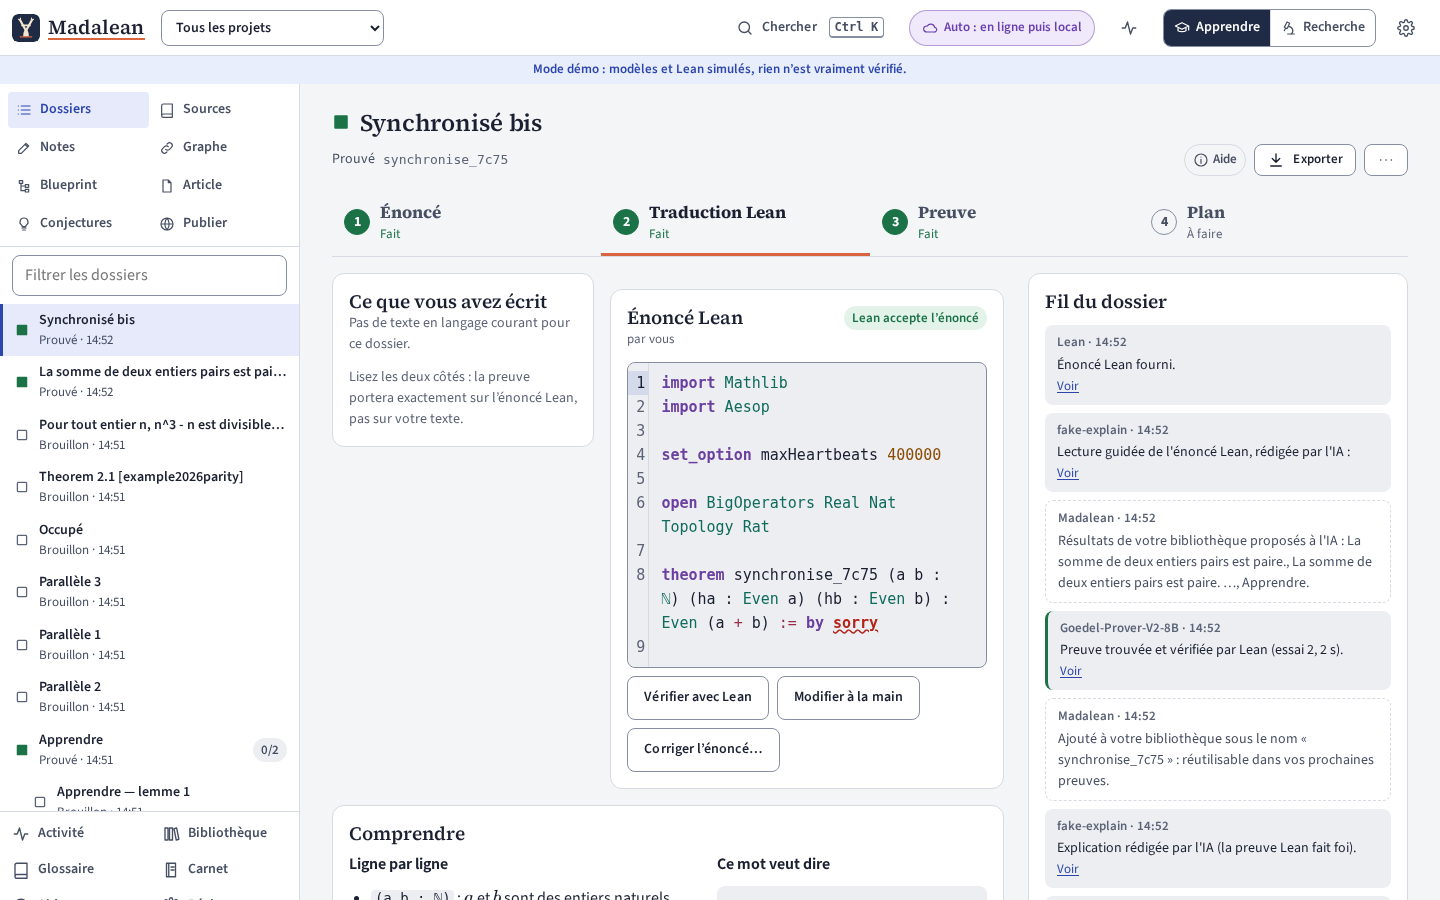 Madalean
Tous les projets
Chercher
Ctrl K
Auto : en ligne puis local
Apprendre
Recherche
Mode démo : modèles et Lean simulés, rien n’est vraiment vérifié.
Dossiers
Sources
Notes
Graphe
Blueprint
Article
Conjectures
Publier
Filtrer les dossiers
Synchronisé bis
Prouvé · 14:52
La somme de deux entiers pairs est pai…
Prouvé · 14:52
Pour tout entier n, n^3 - n est divisible…
Brouillon · 14:51
Theorem 2.1 [example2026parity]
Brouillon · 14:51
Occupé
Brouillon · 14:51
Parallèle 3
Brouillon · 14:51
Parallèle 1
Brouillon · 14:51
Parallèle 2
Brouillon · 14:51
Apprendre
0/2
Prouvé · 14:51
Apprendre — lemme 1
Brouillon · 14:51
Activité
Bibliothèque
Glossaire
Carnet
Synchronisé bis
Prouvé synchronise_7c75
Aide
Exporter
...
1 Énoncé
Fait
2 Traduction Lean
Fait
3 Preuve
Fait
4 Plan
À faire
Ce que vous avez écrit
Pas de texte en langage courant pour
ce dossier.
Lisez les deux côtés : la preuve
portera exactement sur l’énoncé Lean,
pas sur votre texte.
Énoncé Lean
Lean accepte l’énoncé
par vous
1 import Mathlib
2 import Aesop
3
4 set_option maxHeartbeats 400000
5
6 open BigOperators Real Nat
Topology Rat
7
8 theorem synchronise_7c75 (a b :
ℕ) (ha : Even a) (hb : Even b) :
Even (a + b) := by sorry
9
Vérifier avec Lean
Modifier à la main
Corriger l’énoncé…
Comprendre
Ligne par ligne
Ce mot veut dire
(a b : ℕ) : a et b sont des entiers naturels
Fil du dossier
Lean · 14:52
Énoncé Lean fourni.
Voir
fake-explain · 14:52
Lecture guidée de l'énoncé Lean, rédigée par l'IA :
Voir
Madalean · 14:52
Résultats de votre bibliothèque proposés à l'IA : La
somme de deux entiers pairs est paire., La somme de
deux entiers pairs est paire. …, Apprendre.
Goedel-Prover-V2-8B · 14:52
Preuve trouvée et vérifiée par Lean (essai 2, 2 s).
Voir
Madalean · 14:52
Ajouté à votre bibliothèque sous le nom «
synchronise_7c75 » : réutilisable dans vos prochaines
preuves.
fake-explain · 14:52
Explication rédigée par l'IA (la preuve Lean fait foi).
Voir